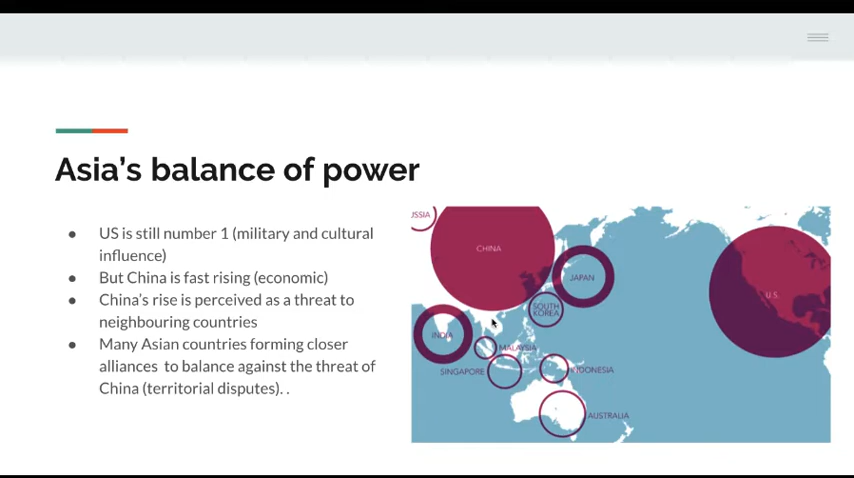 Asia's balance of power
● US is still number 1 (military and cultural
influence)
● But China is fast rising (economic)
● China's rise is perceived as a threat to
neighbouring countries
● Many Asian countries forming closer
alliances to balance against the threat of
China (territorial disputes). .
USSIA
CHINA
JAPAN
U.S.
SOUTH
KOREA
INDIA
MALAYSIA
SINGAPORE
INDONESIA
AUSTRALIA